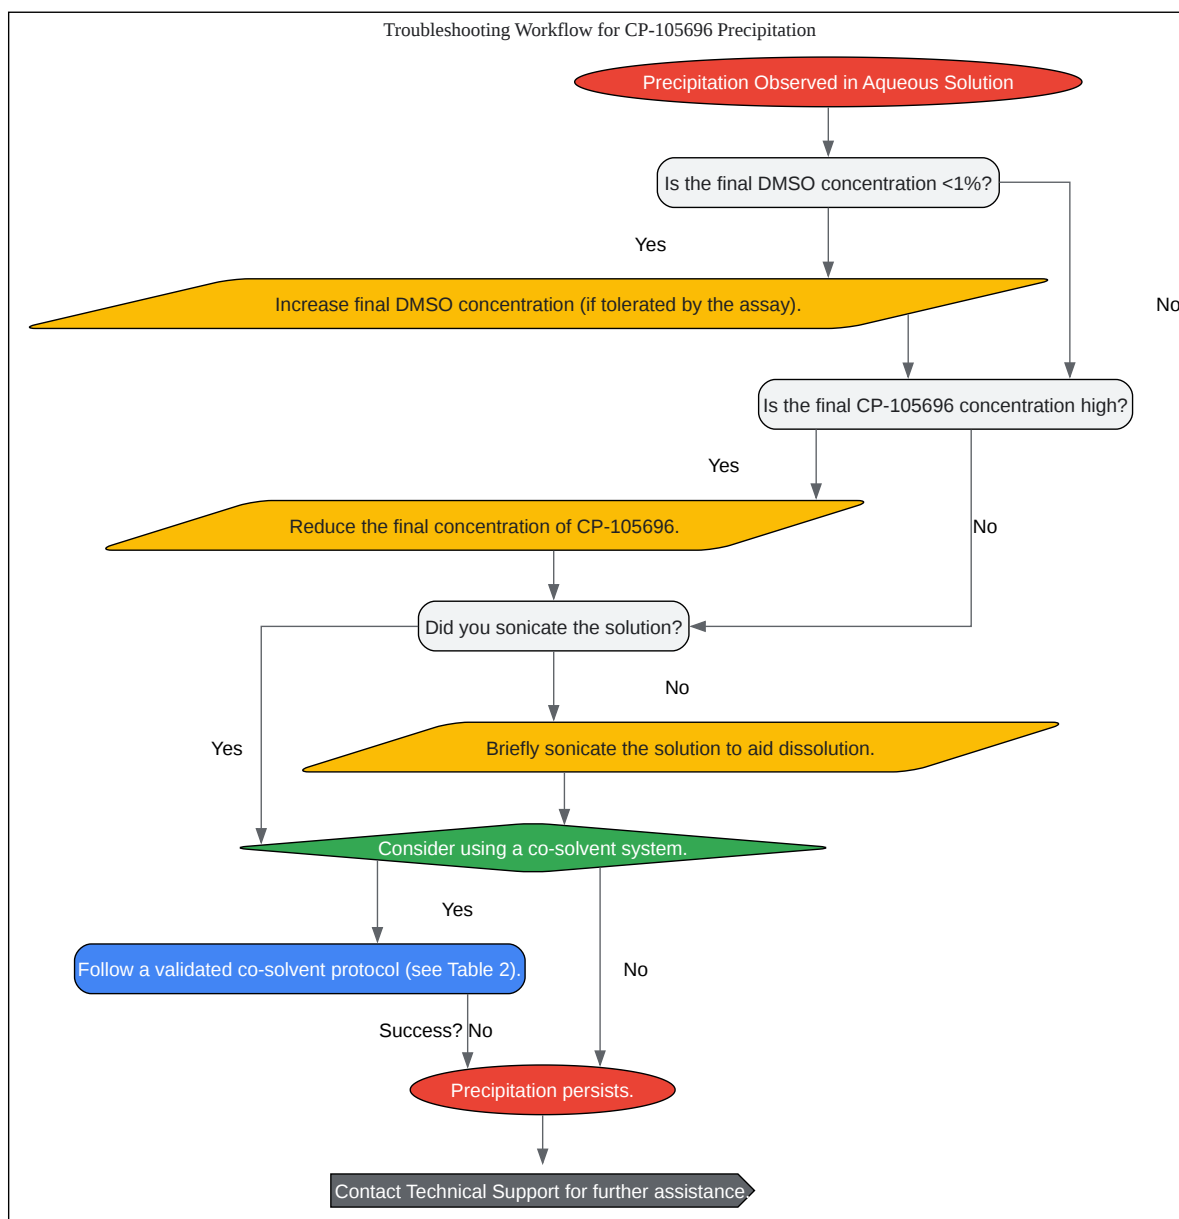 Troubleshooting Workflow for CP-105696 Precipitation
Precipitation Observed in Aqueous Solution
Is the final DMSO concentration <1%?
Yes
Increase final DMSO concentration (if tolerated by the assay).
No
Is the final CP-105696 concentration high?
Yes
Reduce the final concentration of CP-105696.
No
Did you sonicate the solution?
No
Yes
Briefly sonicate the solution to aid dissolution.
Consider using a co-solvent system.
Yes
Follow a validated co-solvent protocol (see Table 2).
No
Success? No
Precipitation persists.
Contact Technical Support for further assistance.